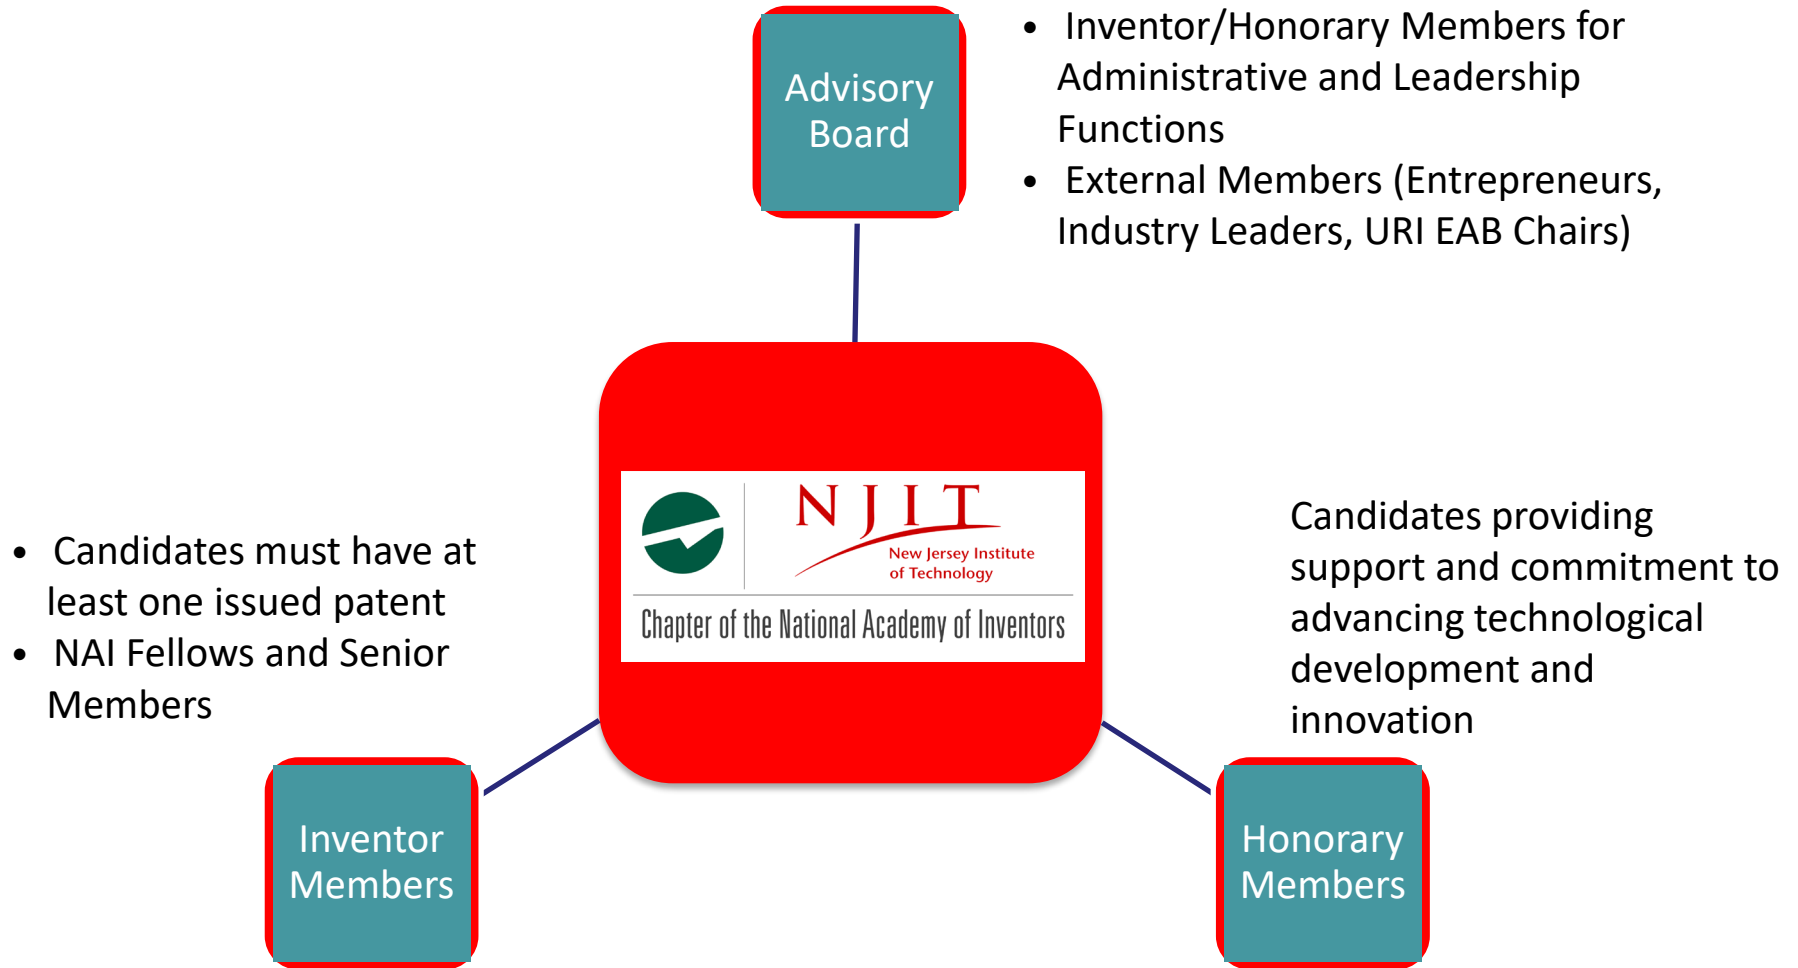 Advisory
Board
• Inventor/Honorary Members for
Administrative and Leadership
Functions
• External Members (Entrepreneurs,
Industry Leaders, URI EAB Chairs)
NJIT
New Jersey Institute
of Technology
Chapter of the National Academy of Inventors
• Candidates must have at
least one issued patent
• NAI Fellows and Senior
Members
Inventor
Members
Candidates providing
support and commitment to
advancing technological
development and
innovation
Honorary
Members